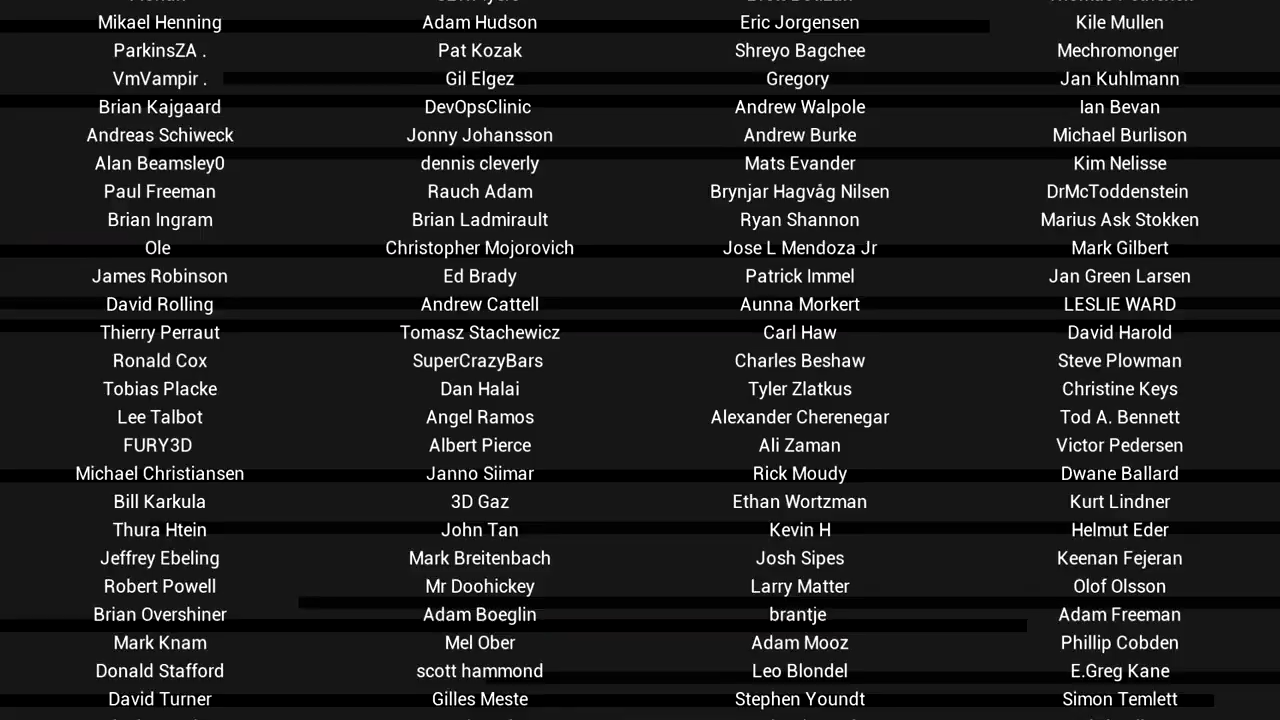 Mikael Henning Adam Hudson Eric Jorgensen Kile Mullen
ParkinsZA . Pat Kozak Shreyo Bagchee Mechromonger
VmVampir . Gil Elgez Gregory Jan Kuhlmann
Brian Kajgaard DevOpsClinic Andrew Walpole Ian Bevan
Andreas Schiweck Jonny Johansson Andrew Burke Michael Burlison
Alan Beamsley0 dennis cleverly Mats Evander Kim Nelisse
Paul Freeman Rauch Adam Brynjar Hagvåg Nilsen DrMcToddenstein
Brian Ingram Brian Ladmirault Ryan Shannon Marius Ask Stokken
Ole Christopher Mojorovich Jose L Mendoza Jr Mark Gilbert
James Robinson Ed Brady Patrick Immel Jan Green Larsen
David Rolling Andrew Cattell Aunna Morkert LESLIE WARD
Thierry Perraut Tomasz Stachewicz Carl Haw David Harold
Ronald Cox SuperCrazyBars Charles Beshaw Steve Plowman
Tobias Placke Dan Halai Tyler Zlatkus Christine Keys
Lee Talbot Angel Ramos Alexander Cherenegar Tod A. Bennett
FURY3D Albert Pierce Ali Zaman Victor Pedersen
Michael Christiansen Janno Siimar Rick Moudy Dwane Ballard
Bill Karkula 3D Gaz Ethan Wortzman Kurt Lindner
Thura Htein John Tan Kevin H Helmut Eder
Jeffrey Ebeling Mark Breitenbach Josh Sipes Keenan Fejeran
Robert Powell Mr Doohickey Larry Matter Olof Olsson
Brian Overshiner Adam Boeglin brantje Adam Freeman
Mark Knam Mel Ober Adam Mooz Phillip Cobden
Donald Stafford scott hammond Leo Blondel E.Greg Kane
David Turner Gilles Meste Stephen Youndt Simon Temlett